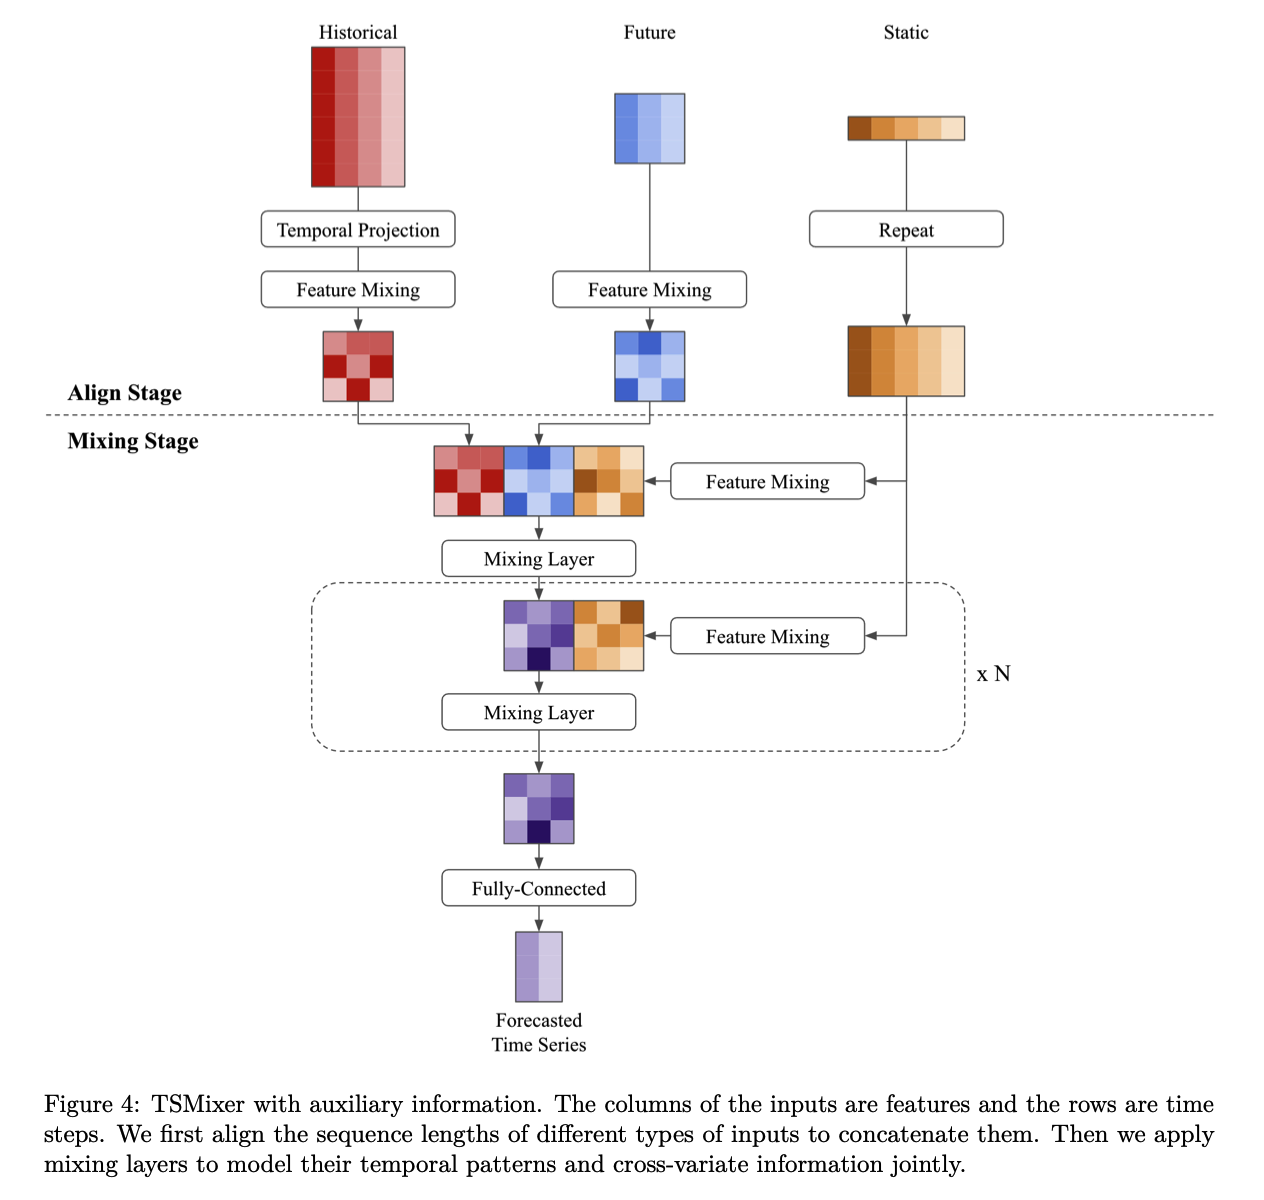 Historical
Future
Static
Temporal Projection
Repeat
Feature Mixing
Feature Mixing
Align Stage
Mixing Stage
Feature Mixing
Mixing Layer
Feature Mixing
x N
Mixing Layer
Fully-Connected
Forecasted
Time Series
Figure 4: TSMixer with auxiliary information. The columns of the inputs are features and the rows are time
steps. We first align the sequence lengths of different types of inputs to concatenate them. Then we apply
mixing layers to model their temporal patterns and cross-variate information jointly.